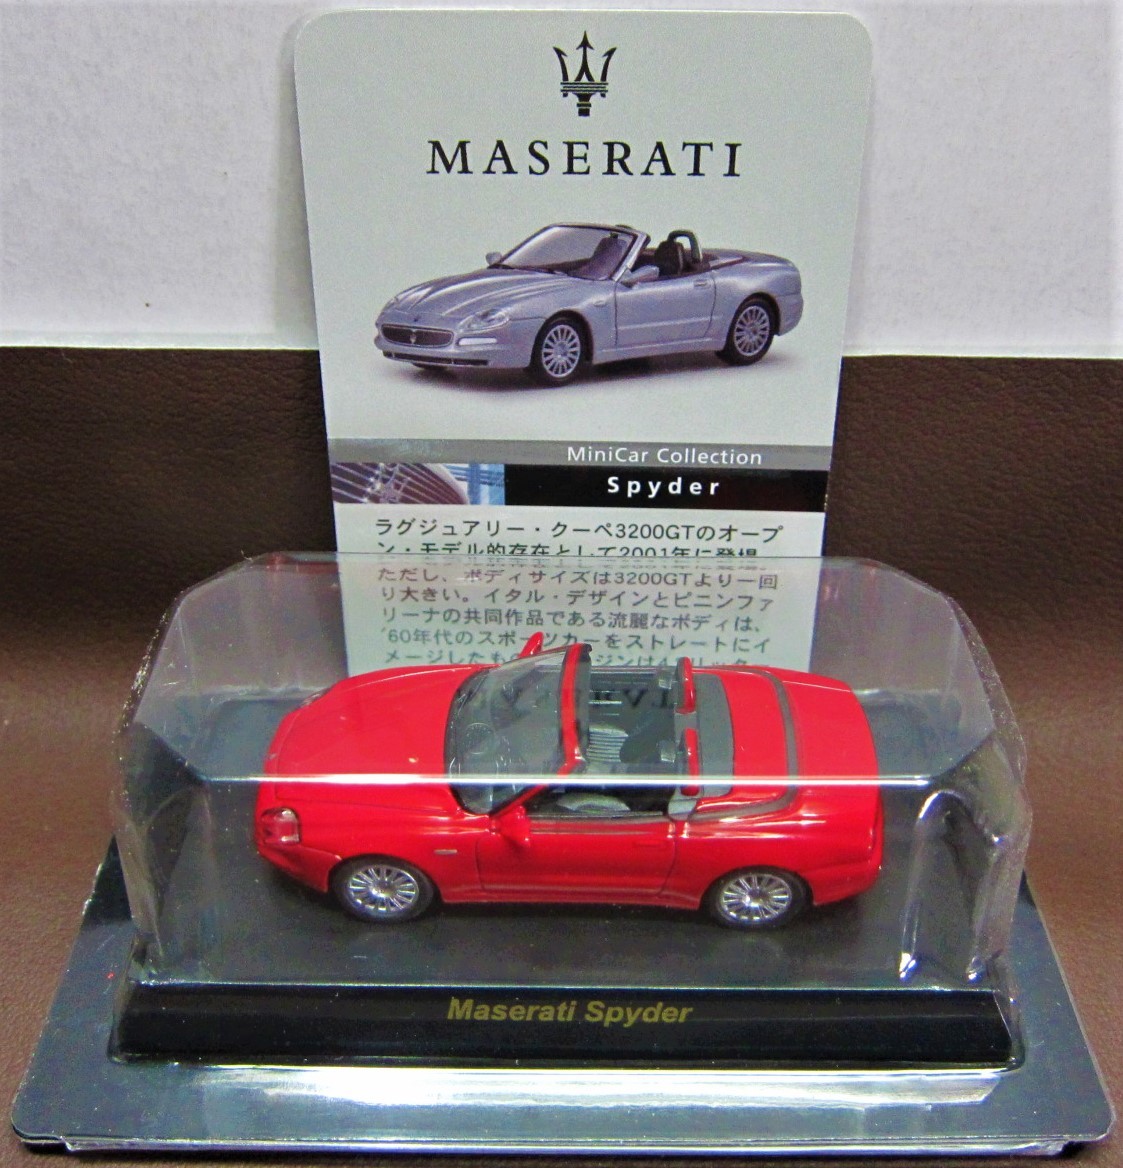 MASERATI
MiniCar Collection
Spyder
ラグジュアリー・クーペ3200GTのオープ
ン・モデル的存在として2001年に登場。
ただし、ボディサイズは3200GTより一回
り大きい。イタル・デザインとピニンファ
リーナの共同作品である流麗なボディは、
'60年代のスポーツカーをストレートにイ
メージしたも
Maserati Spyder